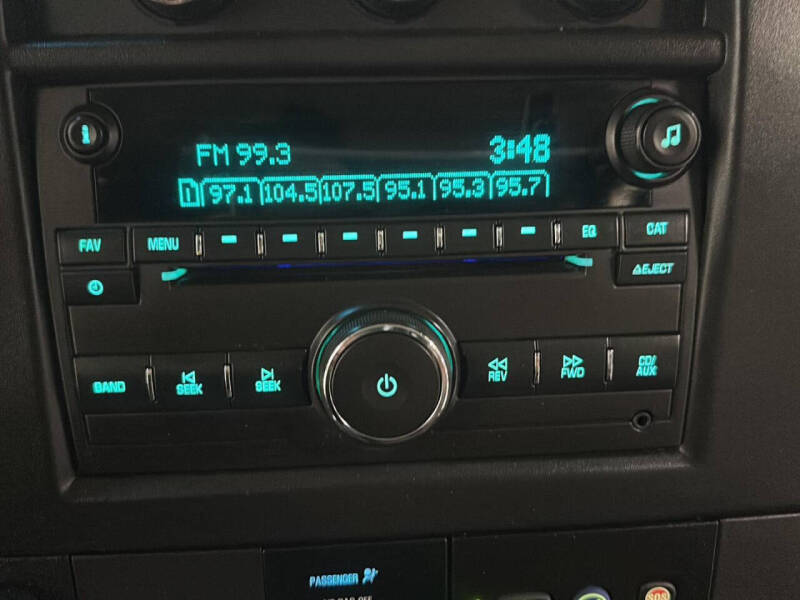 FM 99.3 3:48
1 97.1 104.5 107.5 95.1 95.3 95.7
FAV MENU EQ CAT
EJECT
BAND SEEK SEEK REV FWD CD/
AUX
PASSENGER
SOS